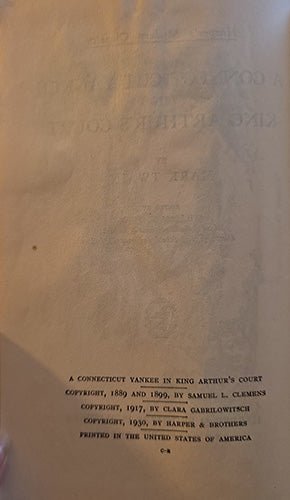 A CONNECTICUT YANKEE IN KING ARTHUR'S COURT
COPYRIGHT, 1889 AND 1899, BY SAMUEL L. CLEMENS
COPYRIGHT, 1917, BY CLARA GABRILOWITSCH
COPYRIGHT, 1930, BY HARPER & BROTHERS
PRINTED IN THE UNITED STATES OF AMERICA